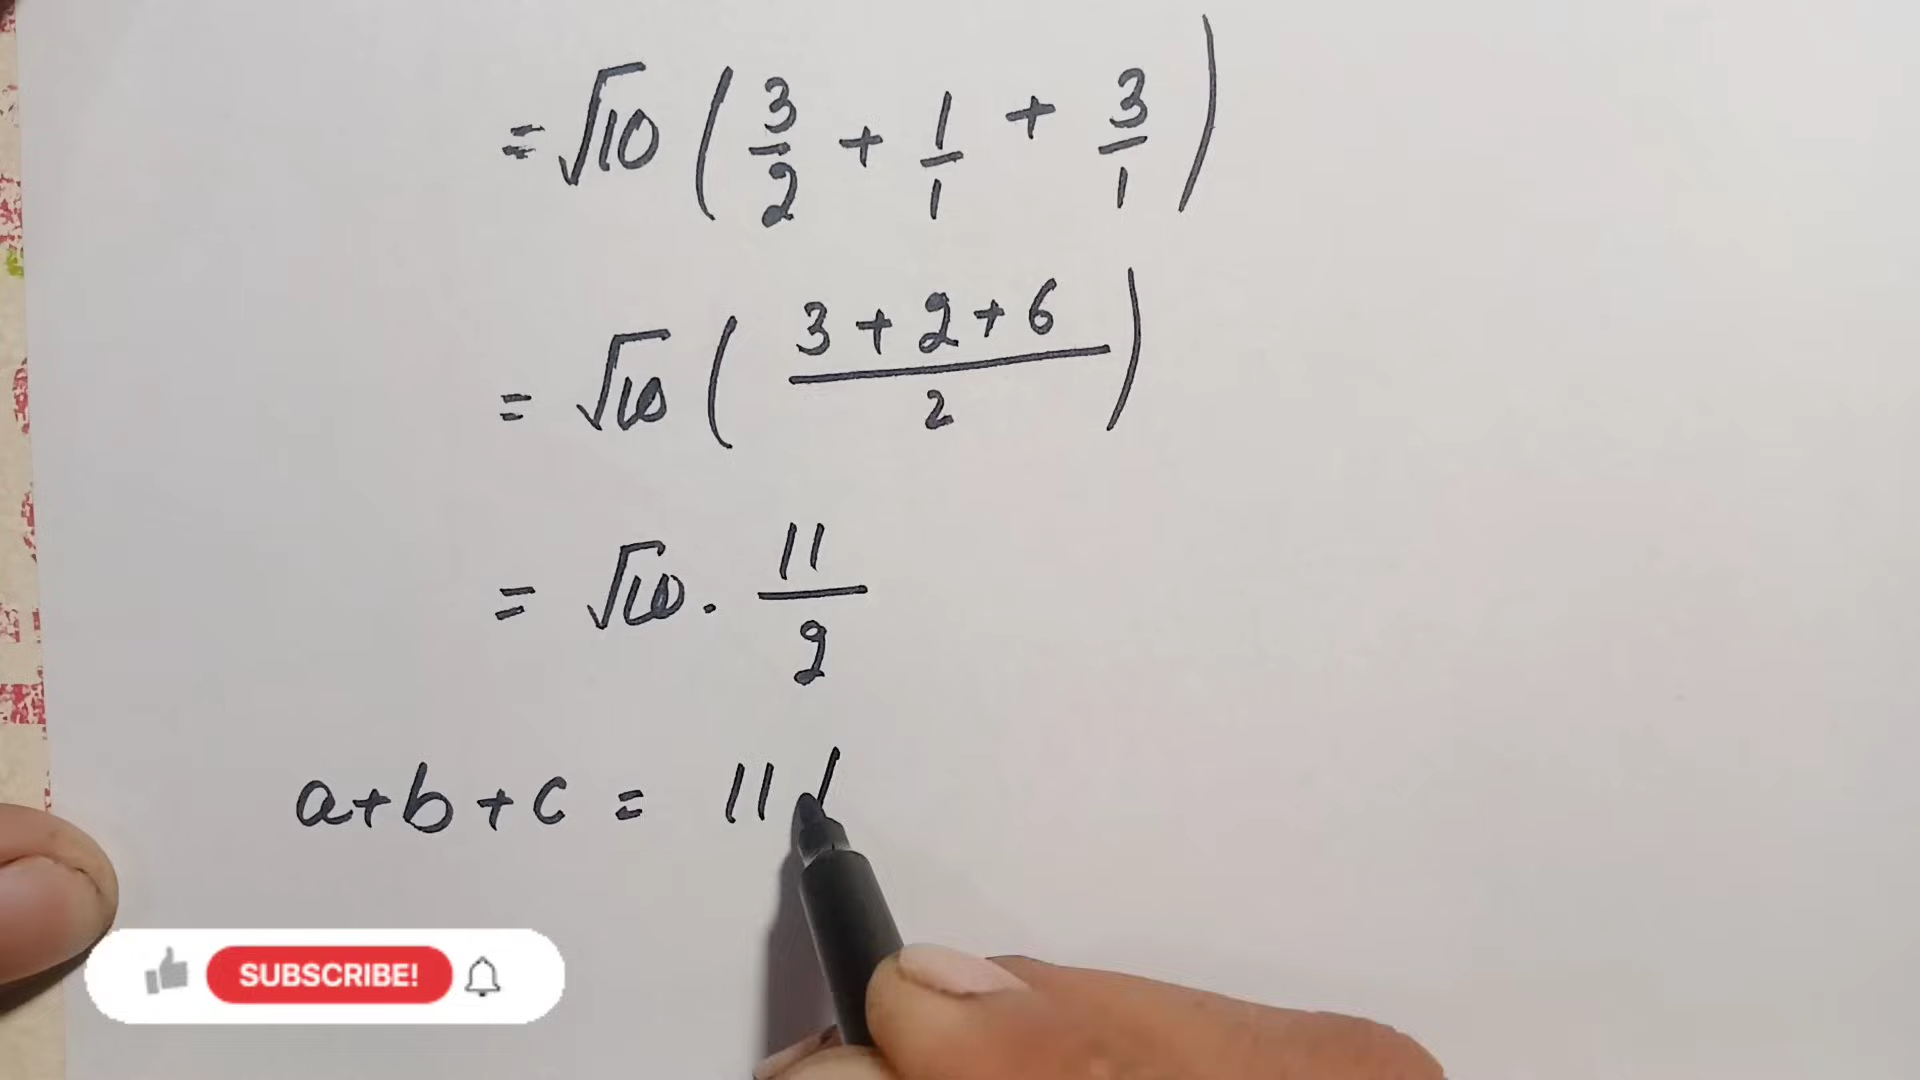 = √10 ( 3/2 + 1/1 + 3/1 )
= √10 ( 3 + 2 + 6 / 2 )
= √10 . 11/2
a + b + c = 11
SUBSCRIBE!